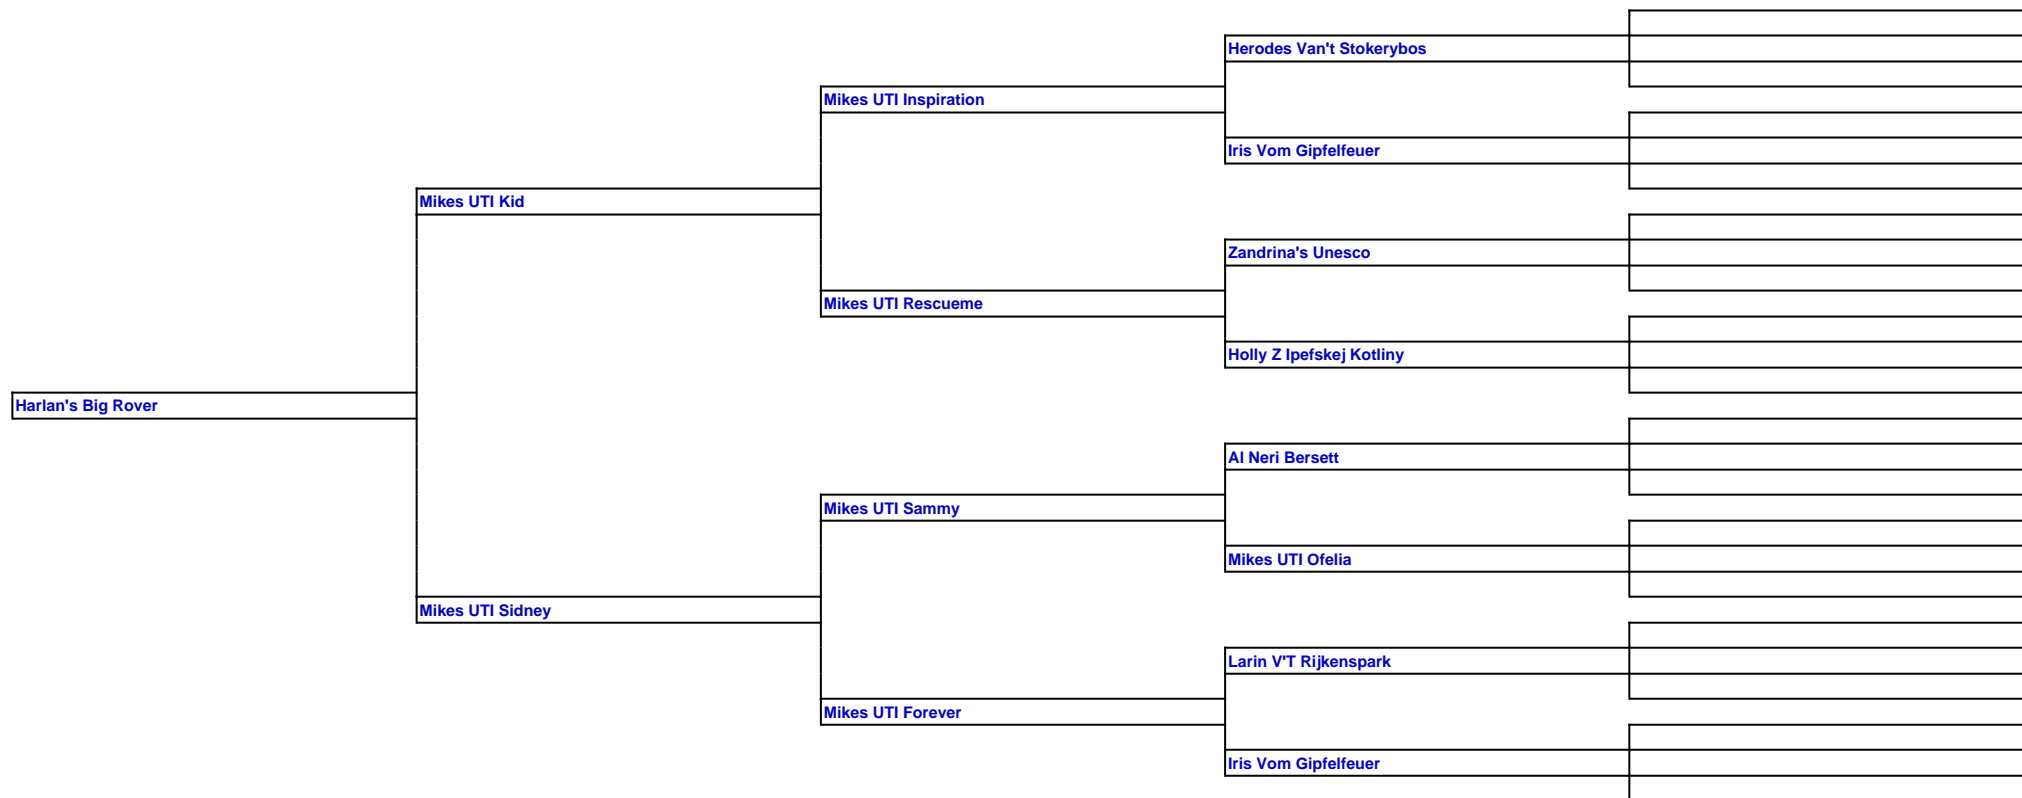 Herodes Van't Stokerybos
Mikes UTI Inspiration
Iris Vom Gipfelfeuer
Mikes UTI Kid
Zandrina's Unesco
Mikes UTI Rescueme
Holly Z Ipefskej Kotliny
Harlan's Big Rover
Al Neri Bersett
Mikes UTI Sammy
Mikes UTI Ofelia
Mikes UTI Sidney
Larin V'T Rijkenspark
Mikes UTI Forever
Iris Vom Gipfelfeuer